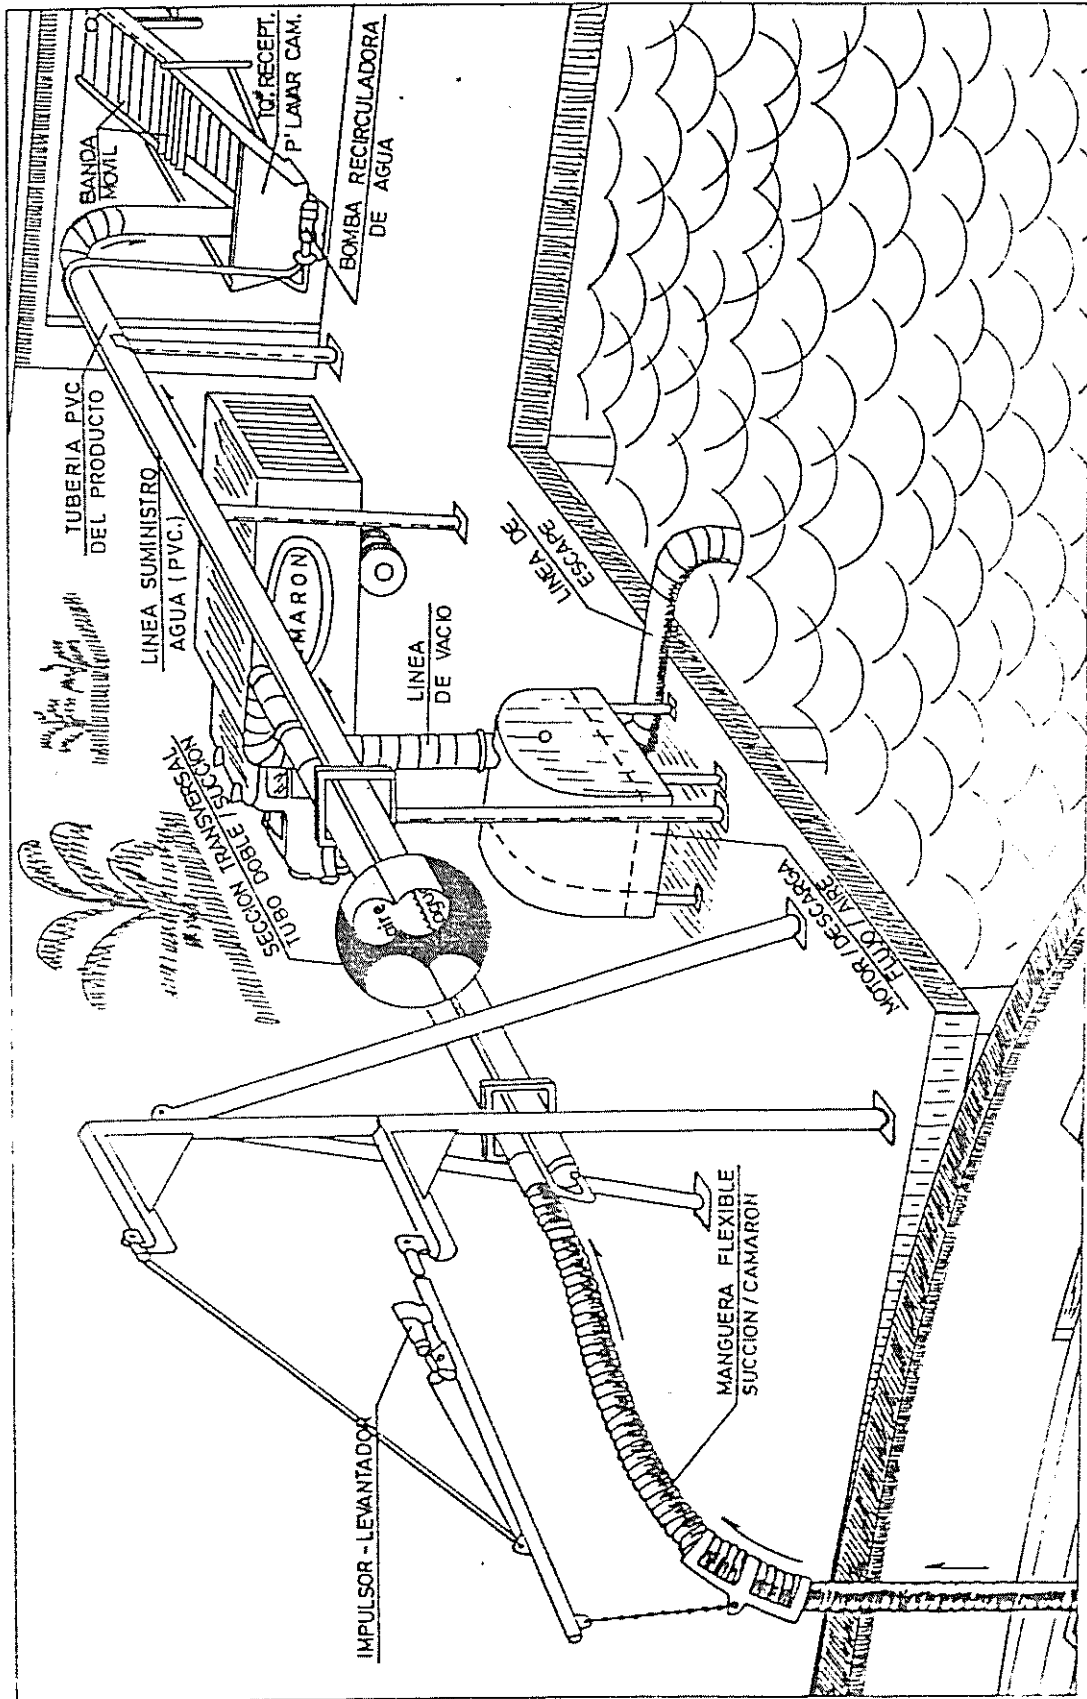 BANDA
MOVIL
TQ. RECEPT.
P' LAVAR CAM.
BOMBA RECIRCULADORA
DE AGUA
TUBERIA PVC
DEL PRODUCTO
LINEA SUMINISTRO
AGUA (PVC.)
MARON
LINEA
DE VACIO
LINEA DE
ESCAPE
SECCION TRANSVERSAL
TUBO DOBLE / SUCCION
aire
agua
MOTOR / DESCARGA
FLUJO / AIRE
IMPULSOR - LEVANTADOR
MANGUERA FLEXIBLE
SUCCION / CAMARON